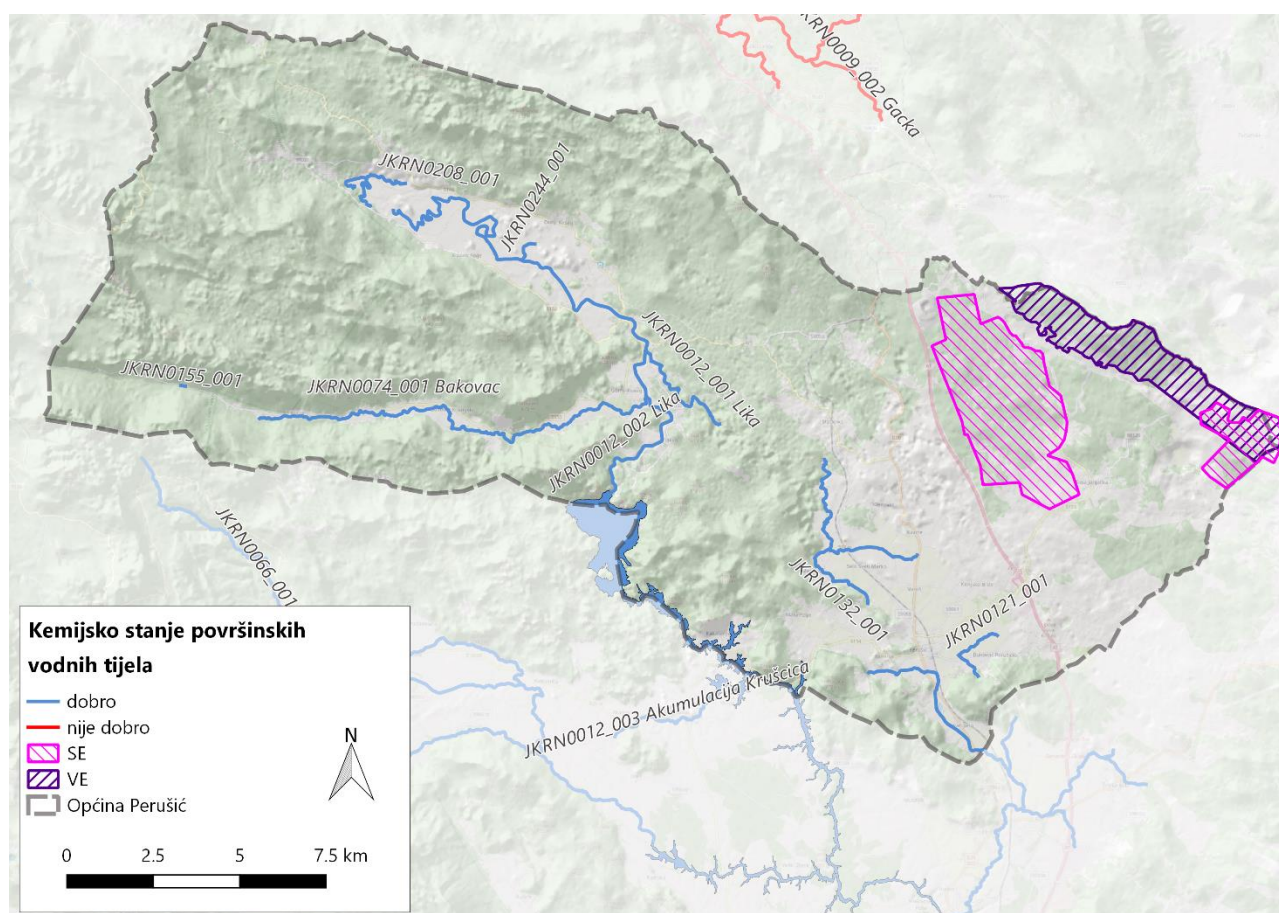 JKRN0009_002 Gacka
JKRN0208_001
JKRN0244_001
JKRN0155_001
JKRN0074_001 Bakovac
JKRN0012_001 Lika
JKRN0012_002 Lika
JKRN0066_001
JKRN0132_001
JKRN0121_001
JKRN0012_003 Akumulacija Krušcica
Kemijsko stanje površinskih
vodnih tijela
dobro
nije dobro
SE
VE
Općina Perušić
N
0 2.5 5 7.5 km